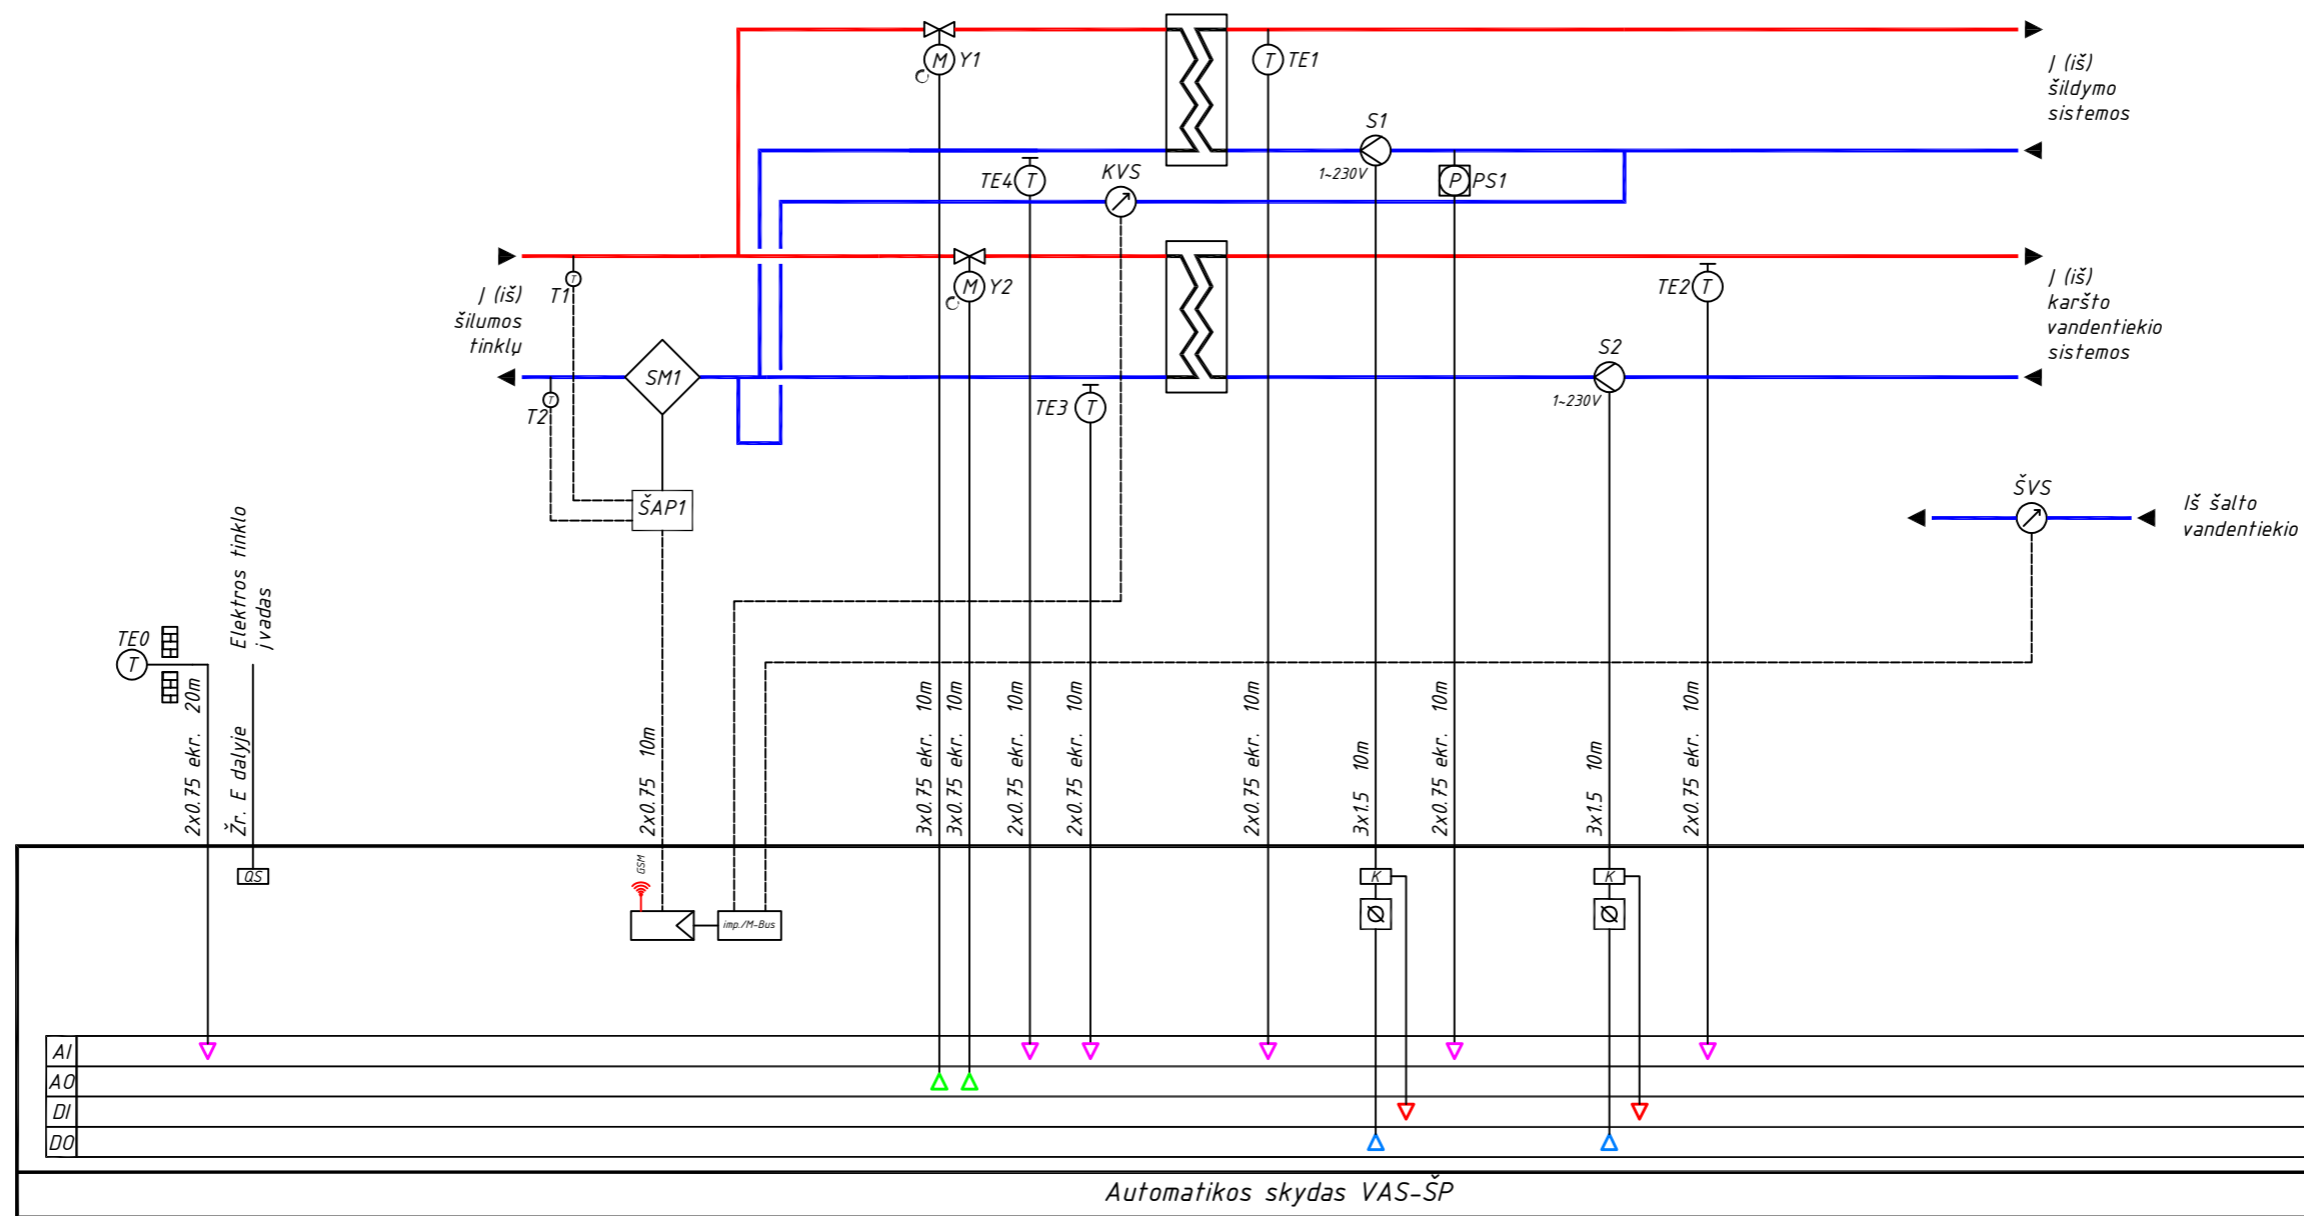 M
Y1
T
TE1
Į (iš)
šildymo
sistemos
S1
1~230V
TE4
T
KVS
P
PS1
T
T1
M
Y2
TE2
T
Į (iš)
šilumos
tinklų
Į (iš)
karšto
vandentiekio
sistemos
SM1
S2
1~230V
T
T2
TE3
T
ŠAP1
ŠVS
Iš šalto
vandentiekio
Elektros tinklo
įvadas
TE0
T
2x0.75 ekr. 20m
Žr. E dalyje
2x0.75 10m
3x0.75 ekr. 10m
3x0.75 ekr. 10m
2x0.75 ekr. 10m
2x0.75 ekr. 10m
2x0.75 ekr. 10m
3x1.5 10m
2x0.75 ekr. 10m
3x1.5 10m
2x0.75 ekr. 10m
QS
GSM
imp./M-Bus
K
K
AI
AO
DI
DO
Automatikos skydas VAS-ŠP